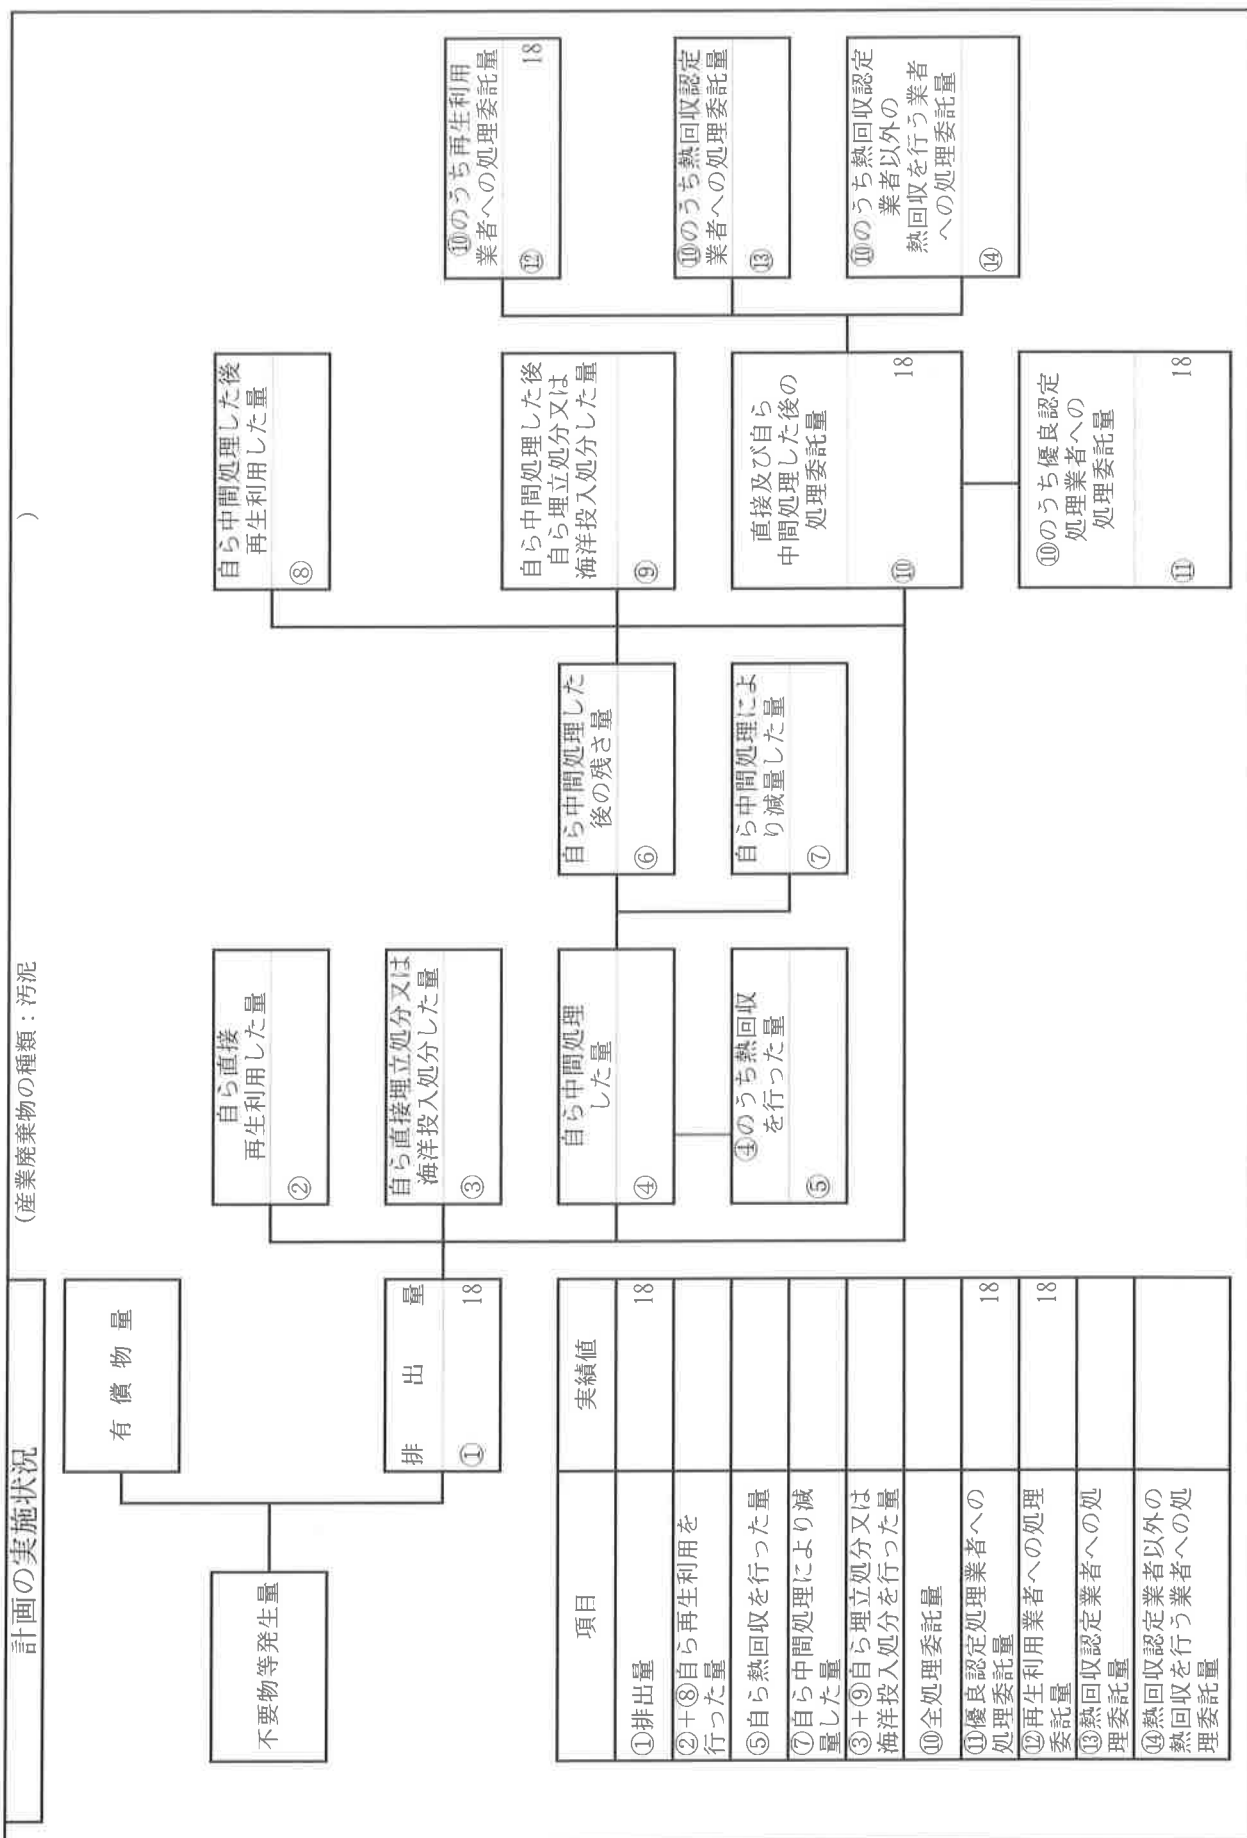 計画の実施状況
(産業廃棄物の種類：汚泥
)
有償物量
不要物等発生量
排出量
① 18
自ら直接
再生利用した量
②
自ら直接埋立処分又は
海洋投入処分した量
③
自ら中間処理
した量
④
④のうち熱回収
を行った量
⑤
自ら中間処理した
後の残さ量
⑥
自ら中間処理によ
り減量した量
⑦
自ら中間処理した後
再生利用した量
⑧
自ら中間処理した後
自ら埋立処分又は
海洋投入処分した量
⑨
直接及び自ら
中間処理した後の
処理委託量
⑩ 18
⑩のうち優良認定
処理業者への
処理委託量
⑪ 18
⑩のうち再生利用
業者への処理委託量
⑫ 18
⑩のうち熱回収認定
業者への処理委託量
⑬
⑩のうち熱回収認定
業者以外の
熱回収を行う業者
への処理委託量
⑭
項目 実績値
①排出量 18
②+⑧自ら再生利用を
行った量
⑤自ら熱回収を行った量
⑦自ら中間処理により減
量した量
③+⑨自ら埋立処分又は
海洋投入処分を行った量
⑩全処理委託量
⑪優良認定処理業者への
処理委託量 18
⑫再生利用業者への処理
委託量 18
⑬熱回収認定業者への処
理委託量
⑭熱回収認定業者以外の
熱回収を行う業者への処
理委託量